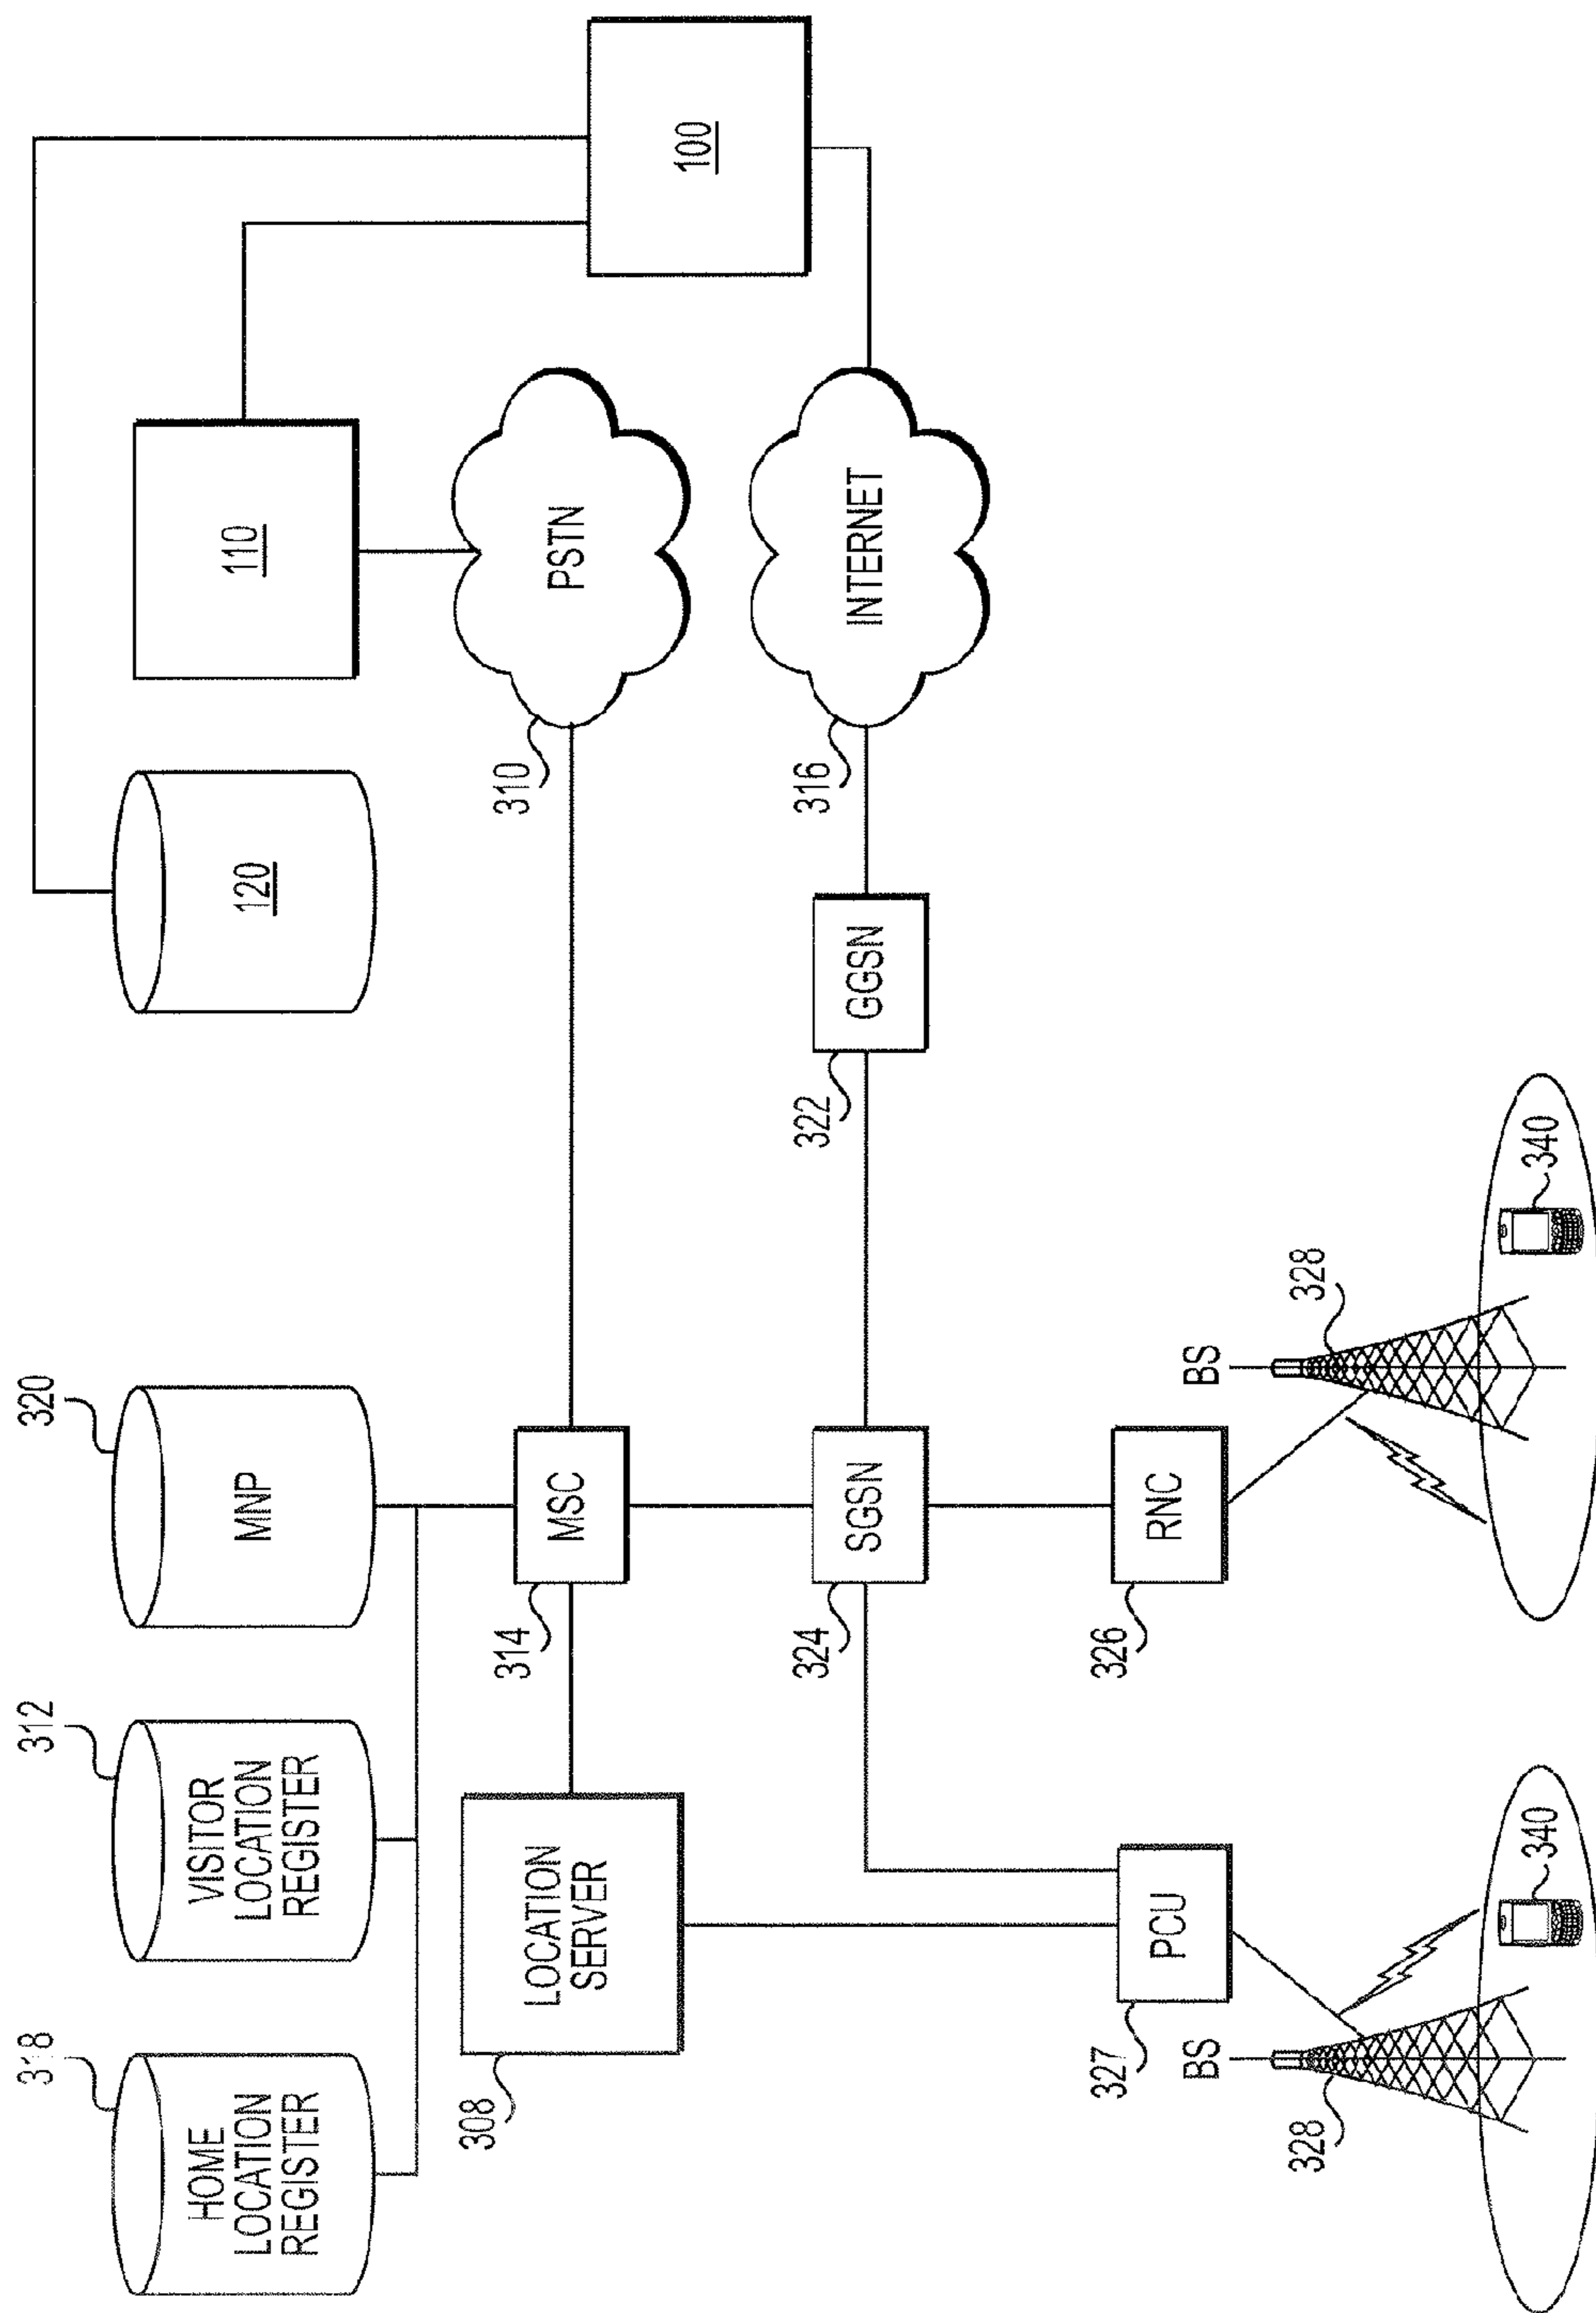 318
HOME
LOCATION
REGISTER
312
VISITOR
LOCATION
REGISTER
320
MNP
120
110
100
308
LOCATION
SERVER
314
MSC
310
PSTN
324
SGSN
322
GGSN
316
INTERNET
327
PCU
326
RNC
BS
328
340
BS
328
340